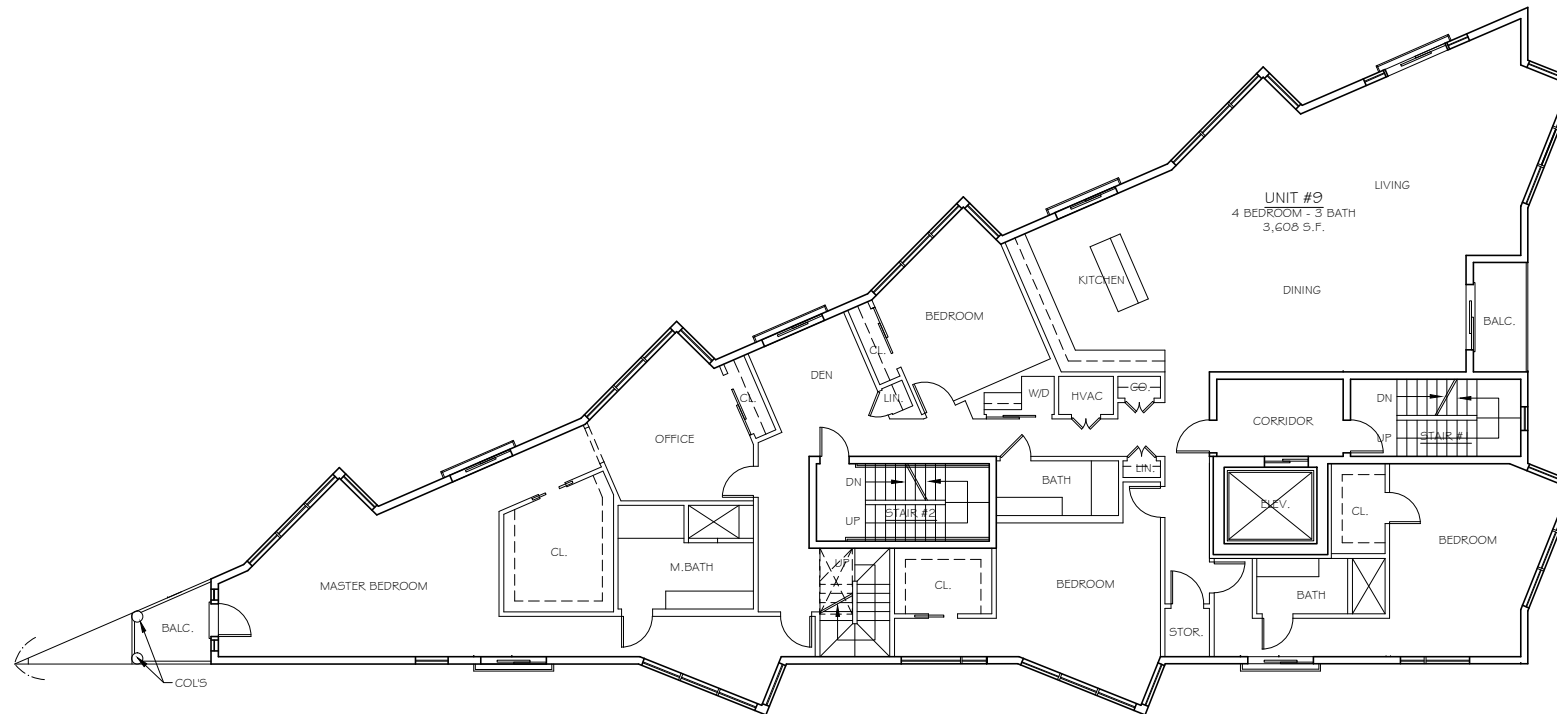 LIVING
UNIT #9
4 BEDROOM - 3 BATH
3,608 S.F.
KITCHEN
DINING
BEDROOM
BALC.
CL.
DEN
W/D
HVAC
CO.
LIN.
CL.
DN
CORRIDOR
OFFICE
UP
STAIR #1
LIN.
BATH
DN
STAIR #2
UP
ELEV.
CL.
BEDROOM
CL.
M.BATH
UP
CL.
BEDROOM
MASTER BEDROOM
BATH
BALC.
STOR.
COL'S